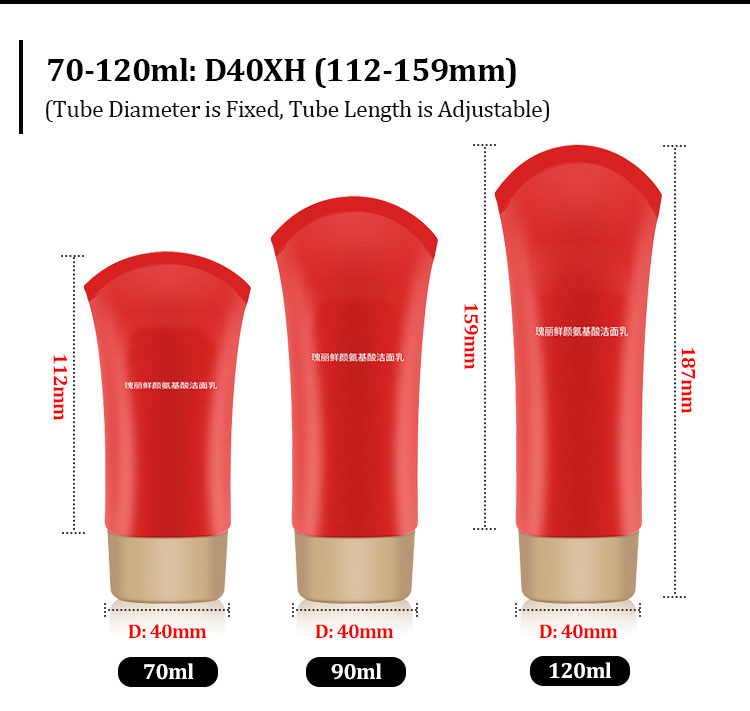 70-120ml: D40XH (112-159mm)
(Tube Diameter is Fixed, Tube Length is Adjustable)
112mm
瑰丽鲜颜氨基酸洁面乳
瑰丽鲜颜氨基酸洁面乳
159mm
瑰丽鲜颜氨基酸洁面乳
187mm
D: 40mm
D: 40mm
D: 40mm
70ml
90ml
120ml